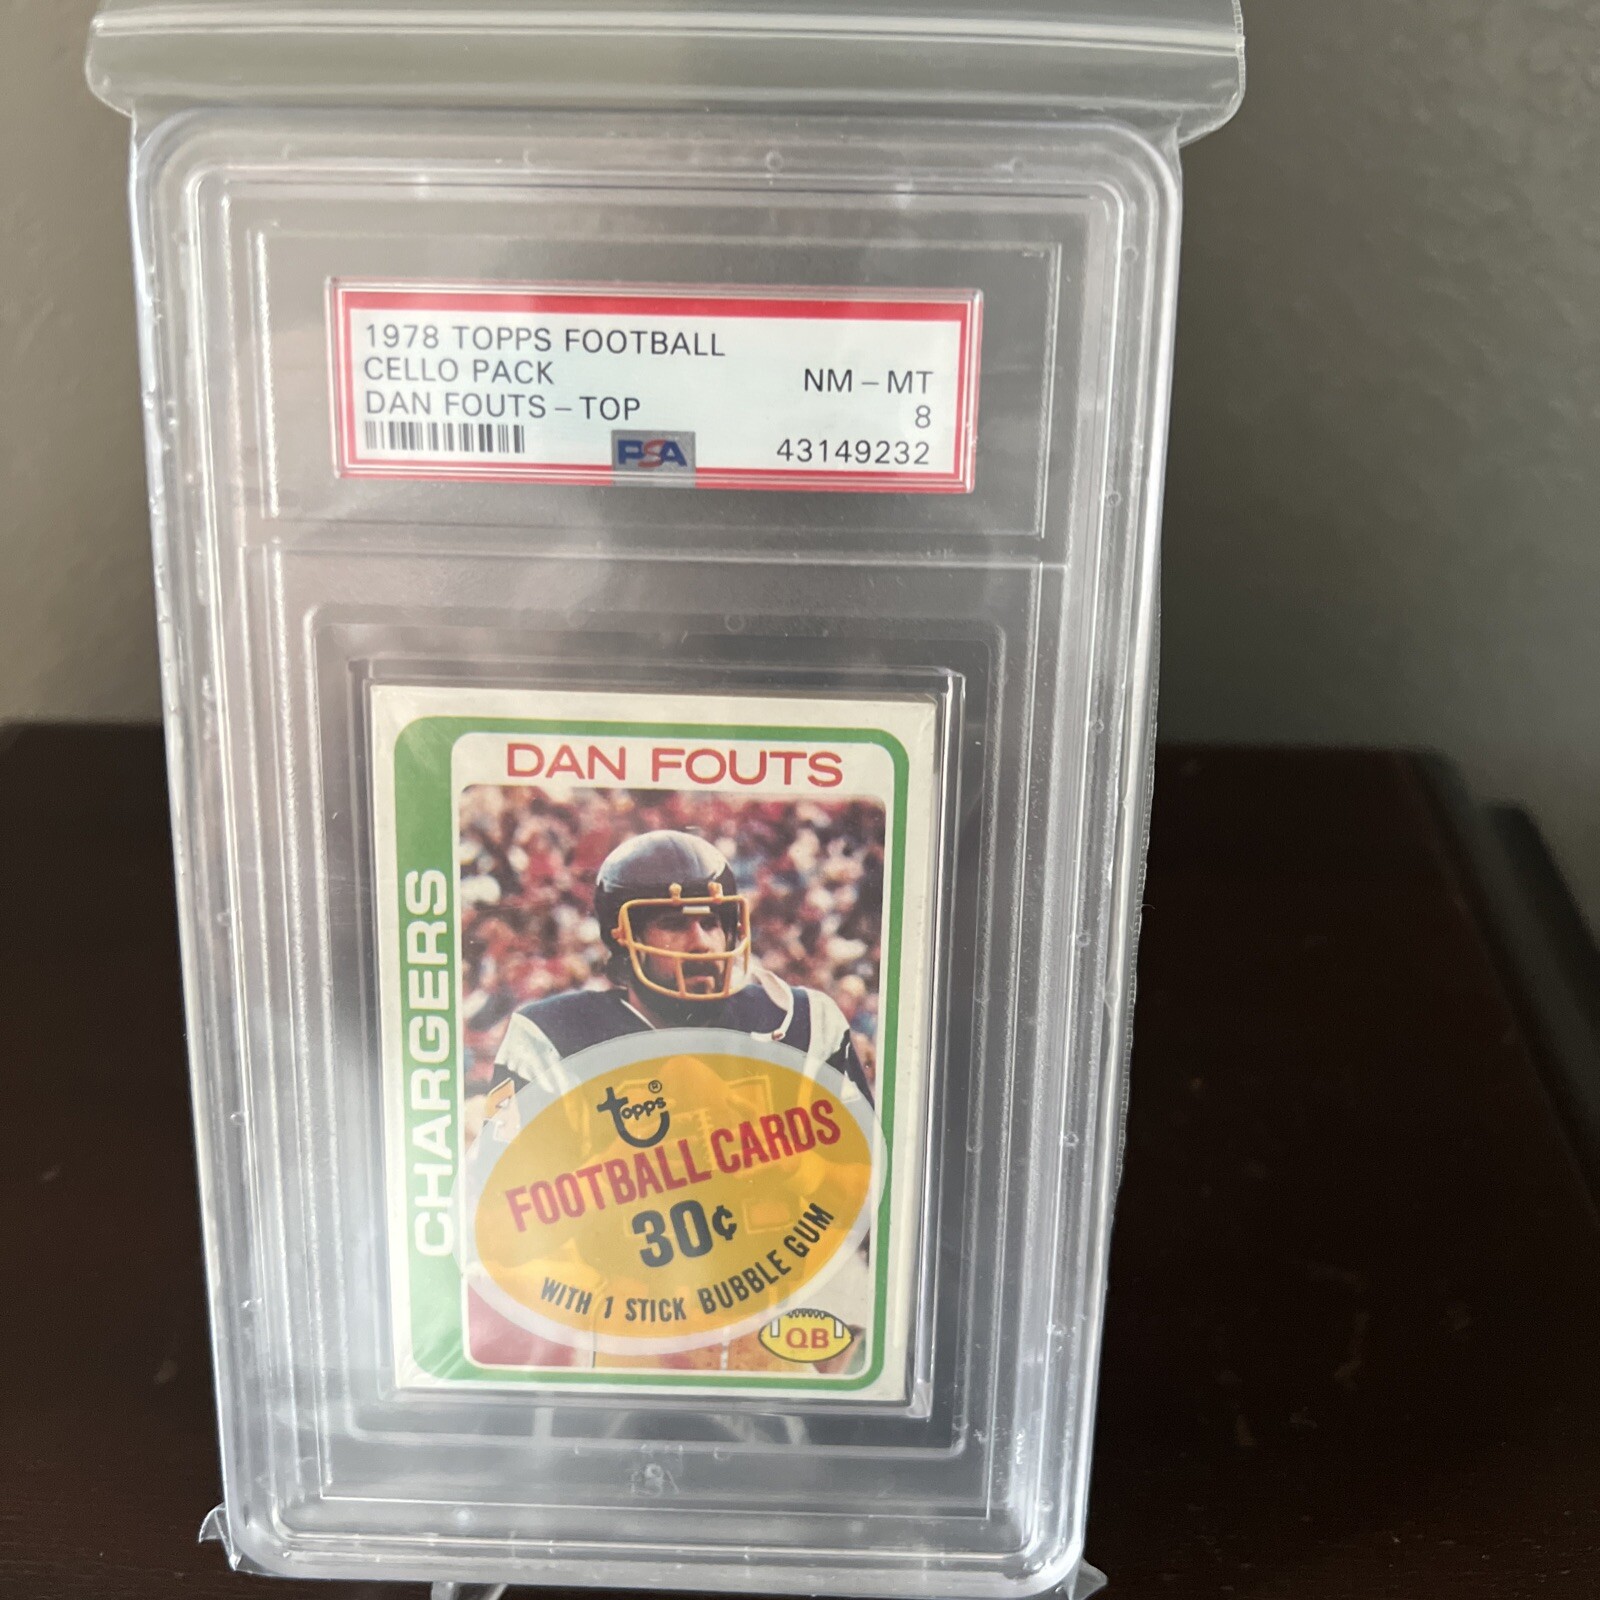 1978 TOPPS FOOTBALL
CELLO PACK
DAN FOUTS - TOP
NM - MT
8
43149232
PSA
DAN FOUTS
CHARGERS
topps®
FOOTBALL CARDS
30¢
WITH 1 STICK BUBBLE GUM
QB